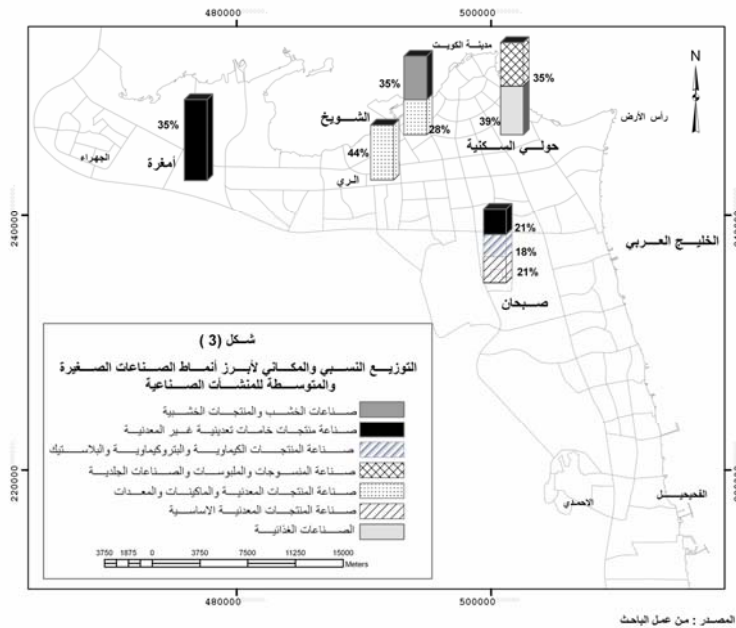 480000
500000
مدينة الكويت
N
35%
35%
35%
الشويخ
رأس الأرض
28%
39%
أمغرة
44%
حولي السكنية
الجهراء
الري
240000
240000
21%
الخليج العربي
18%
21%
صبحان
شكل (3)
التوزيع النسبي والمكاني لأبرز أنماط الصناعات الصغيرة
والمتوسطة للمنشآت الصناعية
صناعات الخشب والمنتجات الخشبية
صناعة منتجات خامات تعدينية غير المعدنية
صناعة المنتجات الكيماوية والبتروكيماوية والبلاستيك
صناعة المنسوجات والملبوسات والصناعات الجلدية
صناعة المنتجات المعدنية والماكينات والمعدات
صناعة المنتجات المعدنية الاساسية
الصناعات الغذائية
220000
220000
الفحيحيل
الاحمدي
3750 1875 0 3750 7500 11250 15000
Meters
480000
500000
المصدر : من عمل الباحث